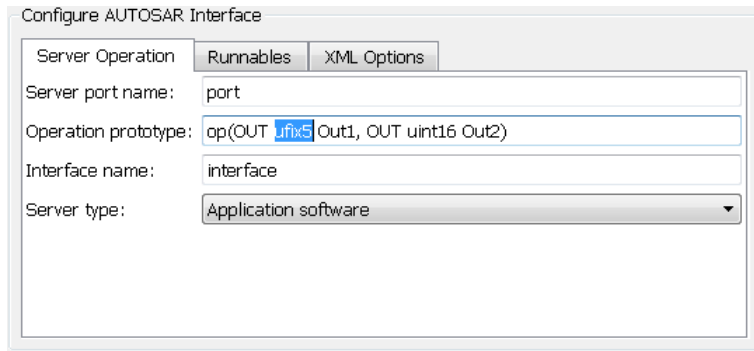 Configure AUTOSAR Interface
Server Operation Runnables XML Options
Server port name: port
Operation prototype: op(OUT ufix5 Out1, OUT uint16 Out2)
Interface name: interface
Server type: Application software